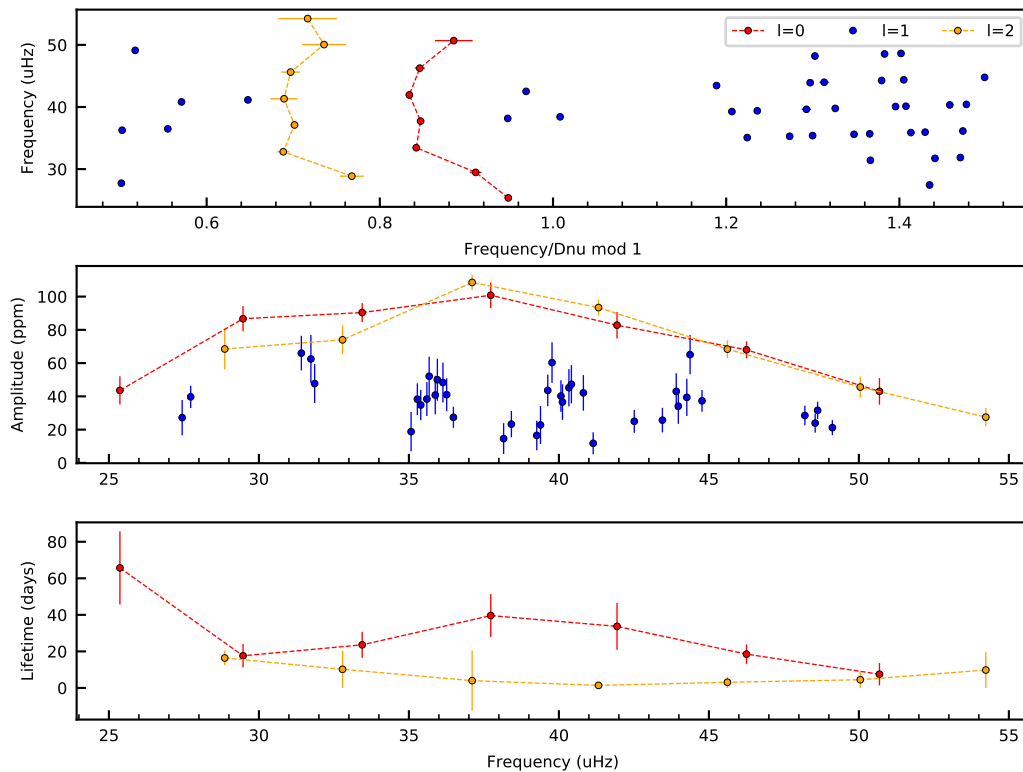 50
40
30
Frequency (uHz)
l=0 l=1 l=2
0.6 0.8 1.0 1.2 1.4
Frequency/Dnu mod 1
100
80
60
40
20
0
Amplitude (ppm)
25 30 35 40 45 50 55
80
60
40
20
0
Lifetime (days)
25 30 35 40 45 50 55
Frequency (uHz)